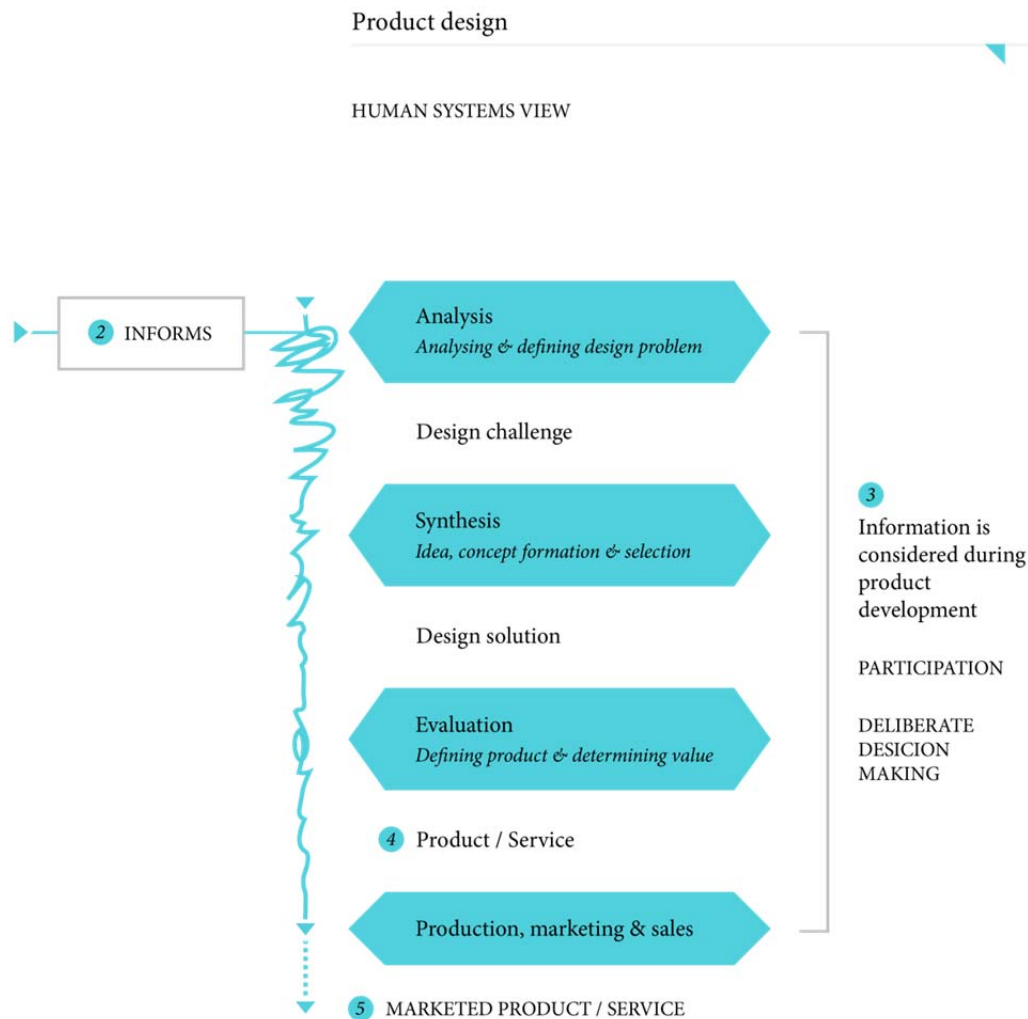 Product design
HUMAN SYSTEMS VIEW
2 INFORMS
Analysis
Analysing & defining design problem
Design challenge
Synthesis
Idea, concept formation & selection
Design solution
Evaluation
Defining product & determining value
4 Product / Service
Production, marketing & sales
5 MARKETED PRODUCT / SERVICE
3
Information is
considered during
product
development
PARTICIPATION
DELIBERATE
DESICION
MAKING